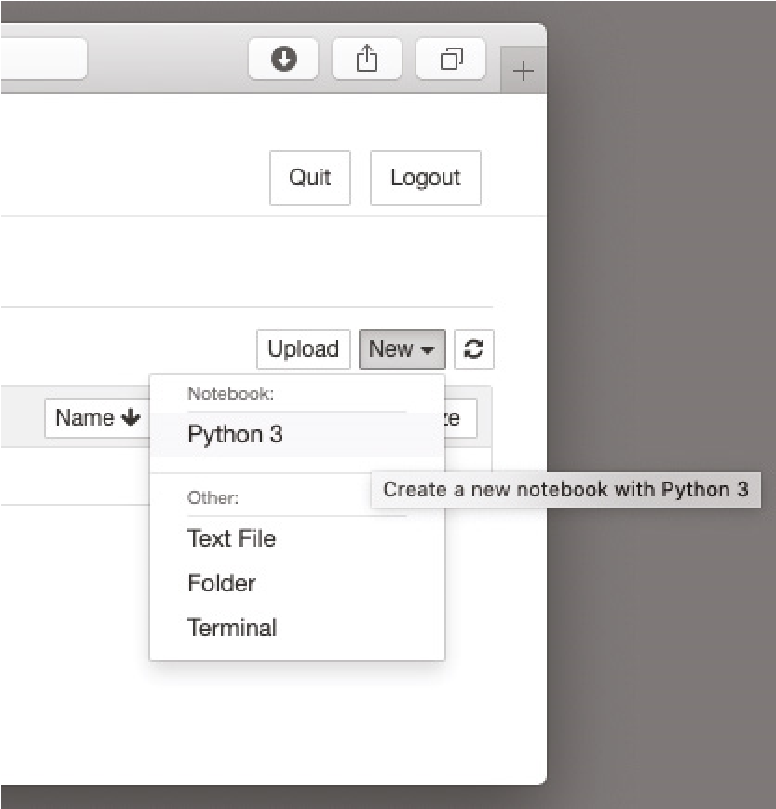 Quit Logout
Upload New
Notebook:
Name
Python 3
Create a new notebook with Python 3
Other:
Text File
Folder
Terminal